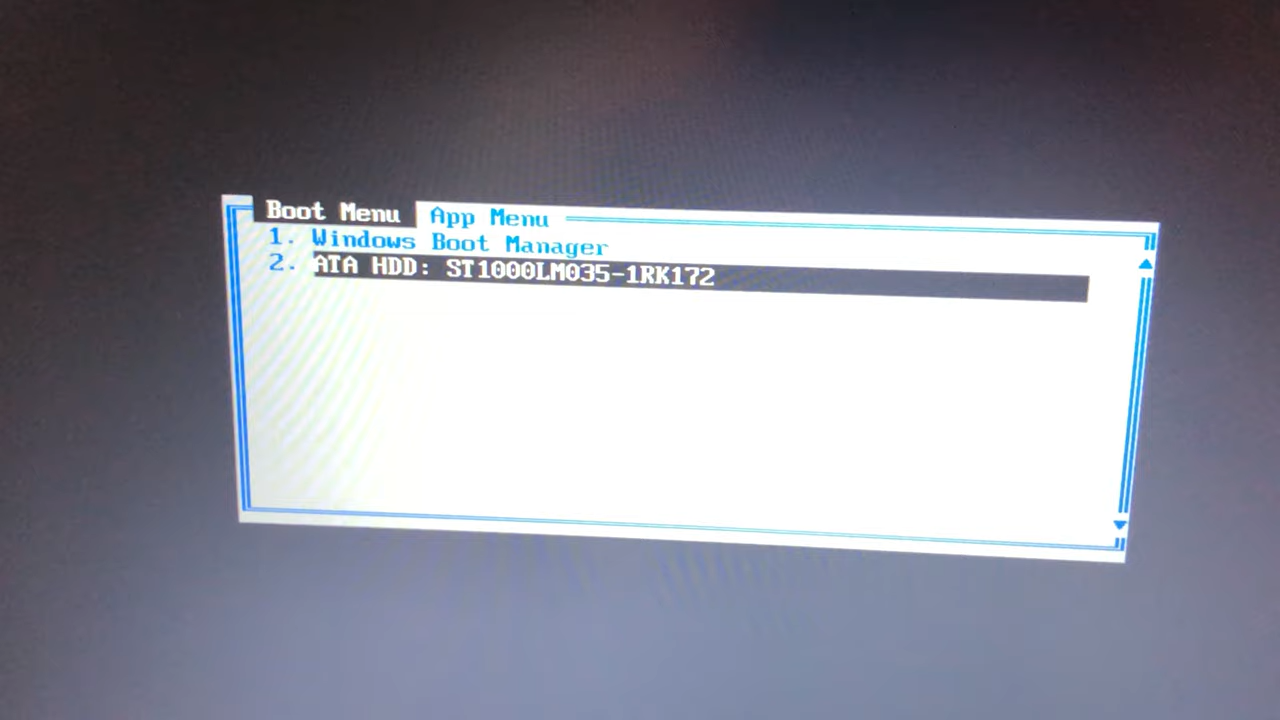 Boot Menu App Menu
1. Windows Boot Manager
2. ATA HDD: ST1000LM035-1RK172